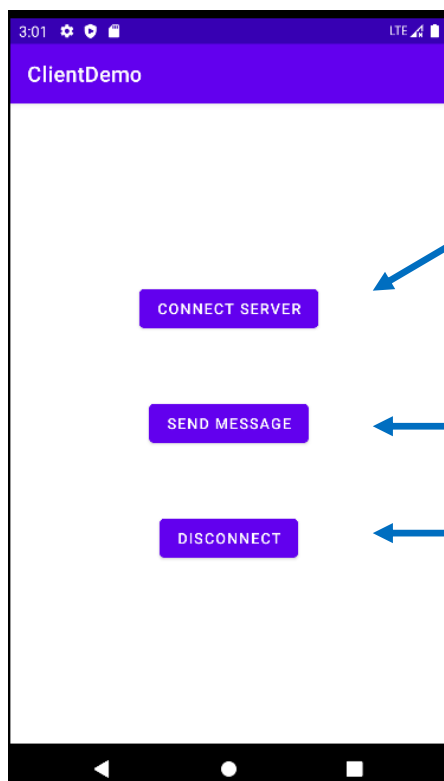 3:01 LTE
ClientDemo
CONNECT SERVER
SEND MESSAGE
DISCONNECT